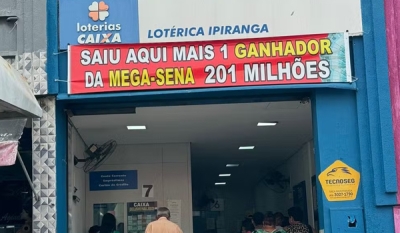 loterias
CAIXA
LOTÉRICA IPIRANGA
SAIU AQUI MAIS 1 GANHADOR
DA MEGA-SENA 201 MILHÕES
7
CAIXA
TECNOSEG